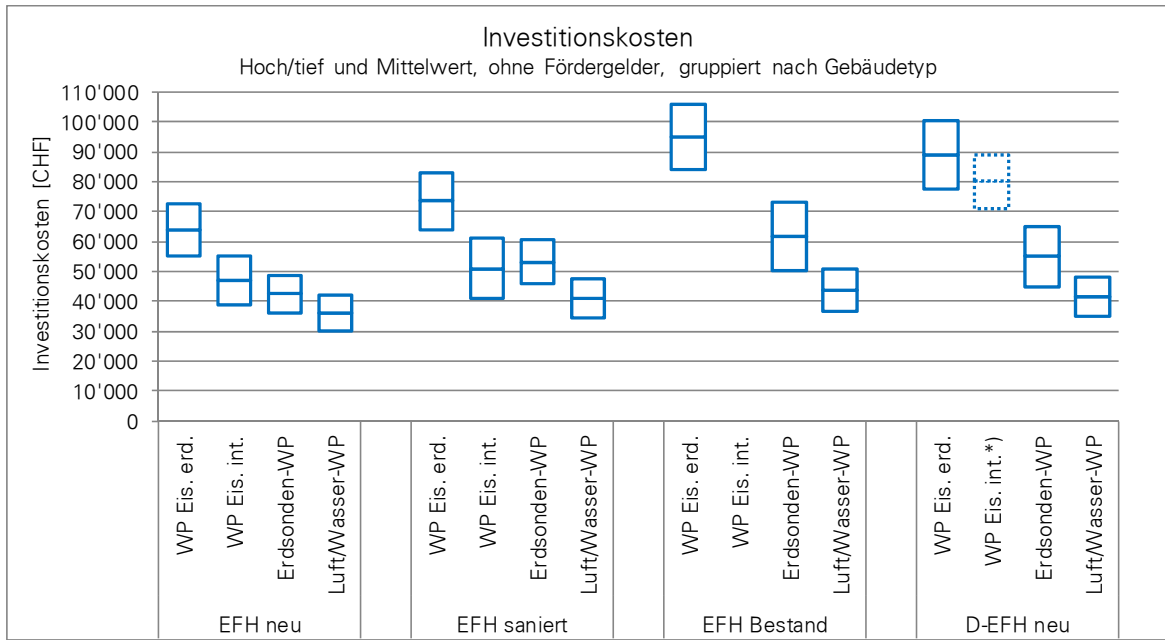 Investitionskosten
Hoch/tief und Mittelwert, ohne Fördergelder, gruppiert nach Gebäudetyp
Investitionskosten [CHF]
110'000
100'000
90'000
80'000
70'000
60'000
50'000
40'000
30'000
20'000
10'000
0
WP Eis. erd.
WP Eis. int.
Erdsonden-WP
Luft/Wasser-WP
WP Eis. erd.
WP Eis. int.
Erdsonden-WP
Luft/Wasser-WP
WP Eis. erd.
WP Eis. int.
Erdsonden-WP
Luft/Wasser-WP
WP Eis. erd.
WP Eis. int.*)
Erdsonden-WP
Luft/Wasser-WP
EFH neu
EFH saniert
EFH Bestand
D-EFH neu